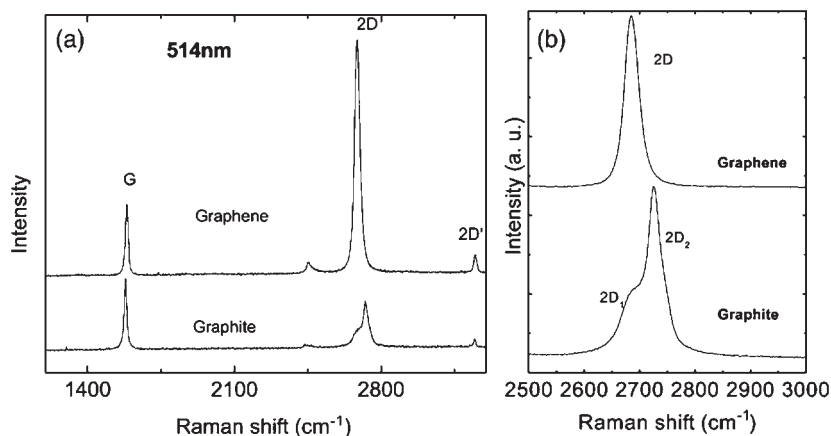 (a)
514nm
2D
G
Graphene
2D'
Graphite
Intensity
1400 2100 2800
Raman shift (cm⁻¹)
(b)
2D
Graphene
2D₂
2D₁
Graphite
Intensity (a. u.)
2500 2600 2700 2800 2900 3000
Raman shift (cm⁻¹)